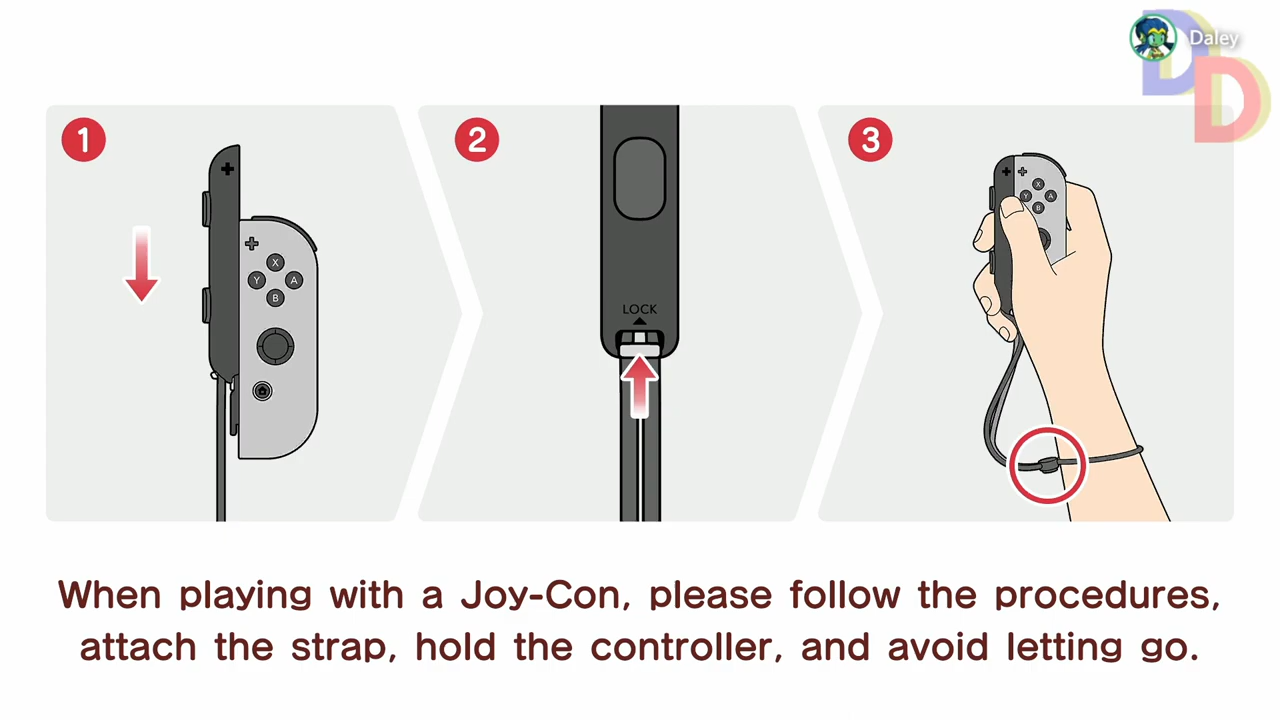 Daley
D
D
1
2
3
X
Y A
B
LOCK
X
Y A
B
When playing with a Joy-Con, please follow the procedures,
attach the strap, hold the controller, and avoid letting go.